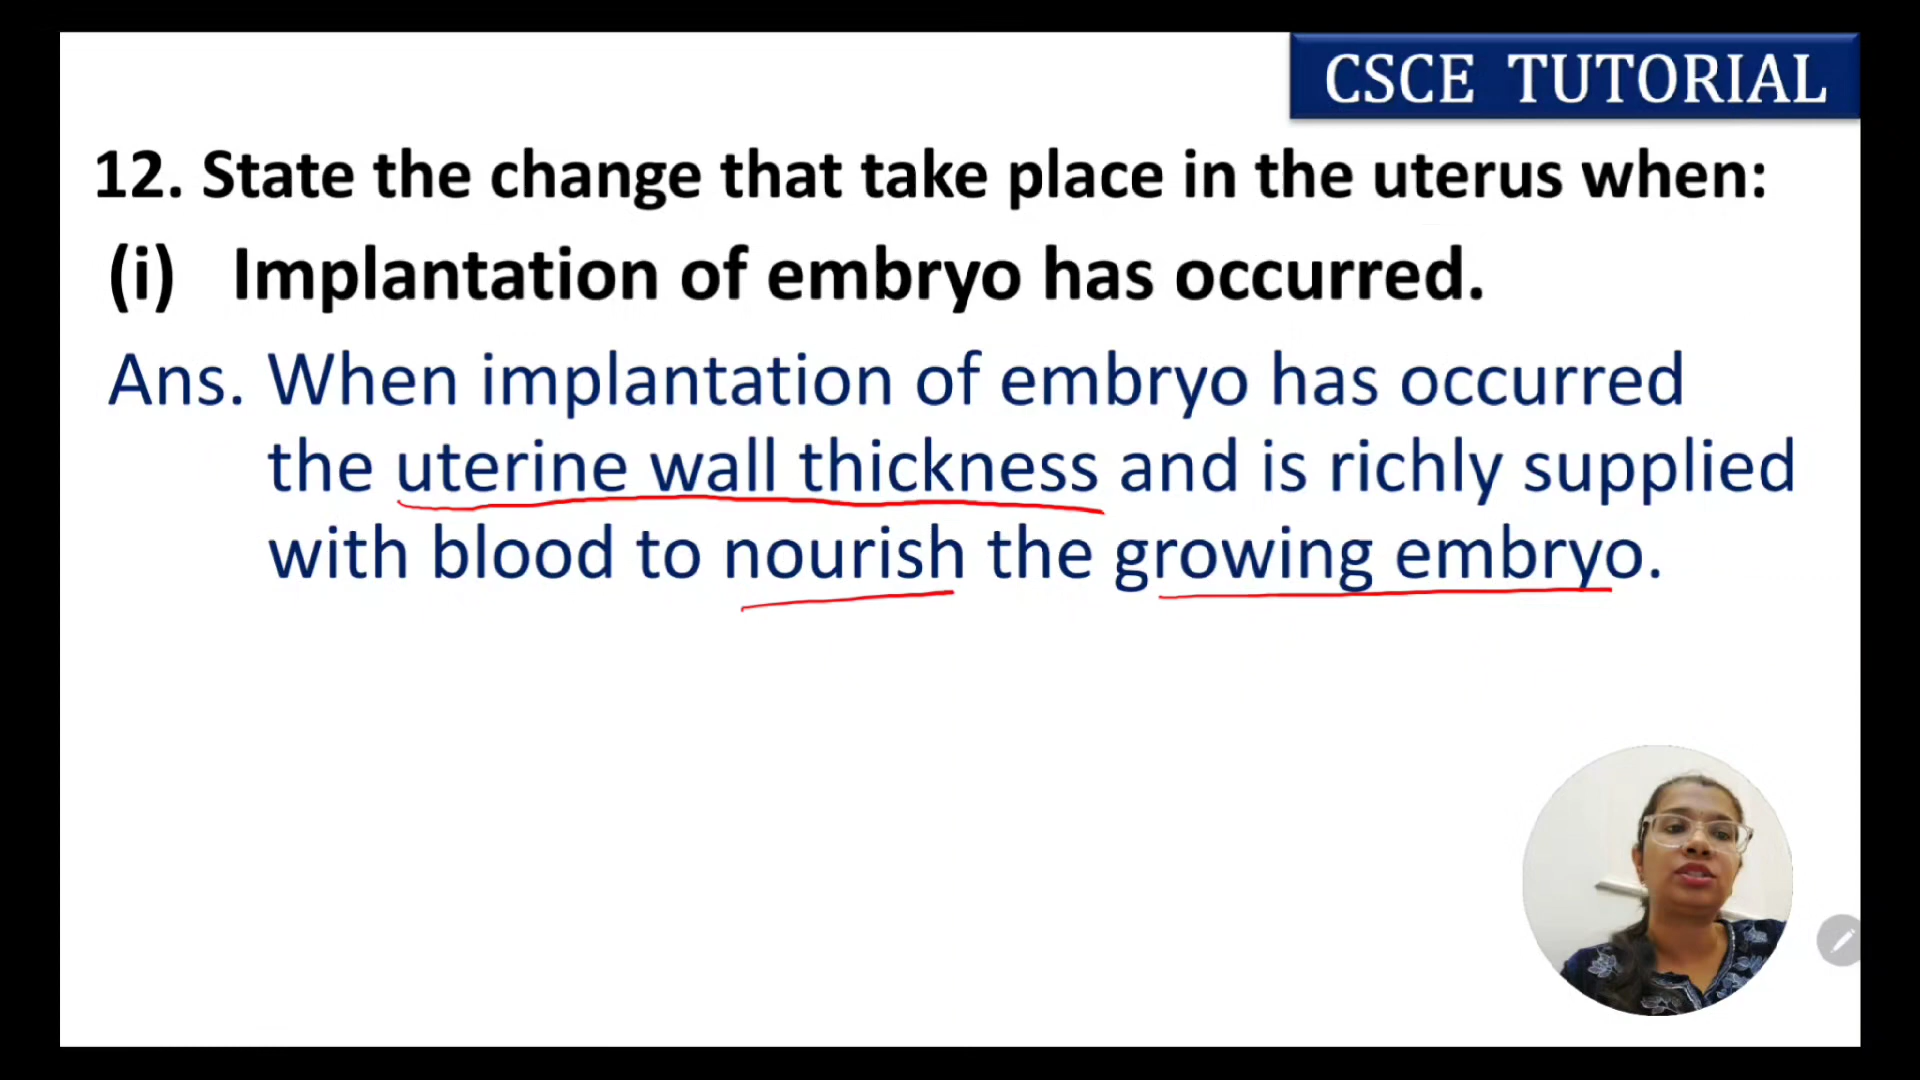 CSCE TUTORIAL
12. State the change that take place in the uterus when:
(i) Implantation of embryo has occurred.
Ans. When implantation of embryo has occurred
the uterine wall thickness and is richly supplied
with blood to nourish the growing embryo.